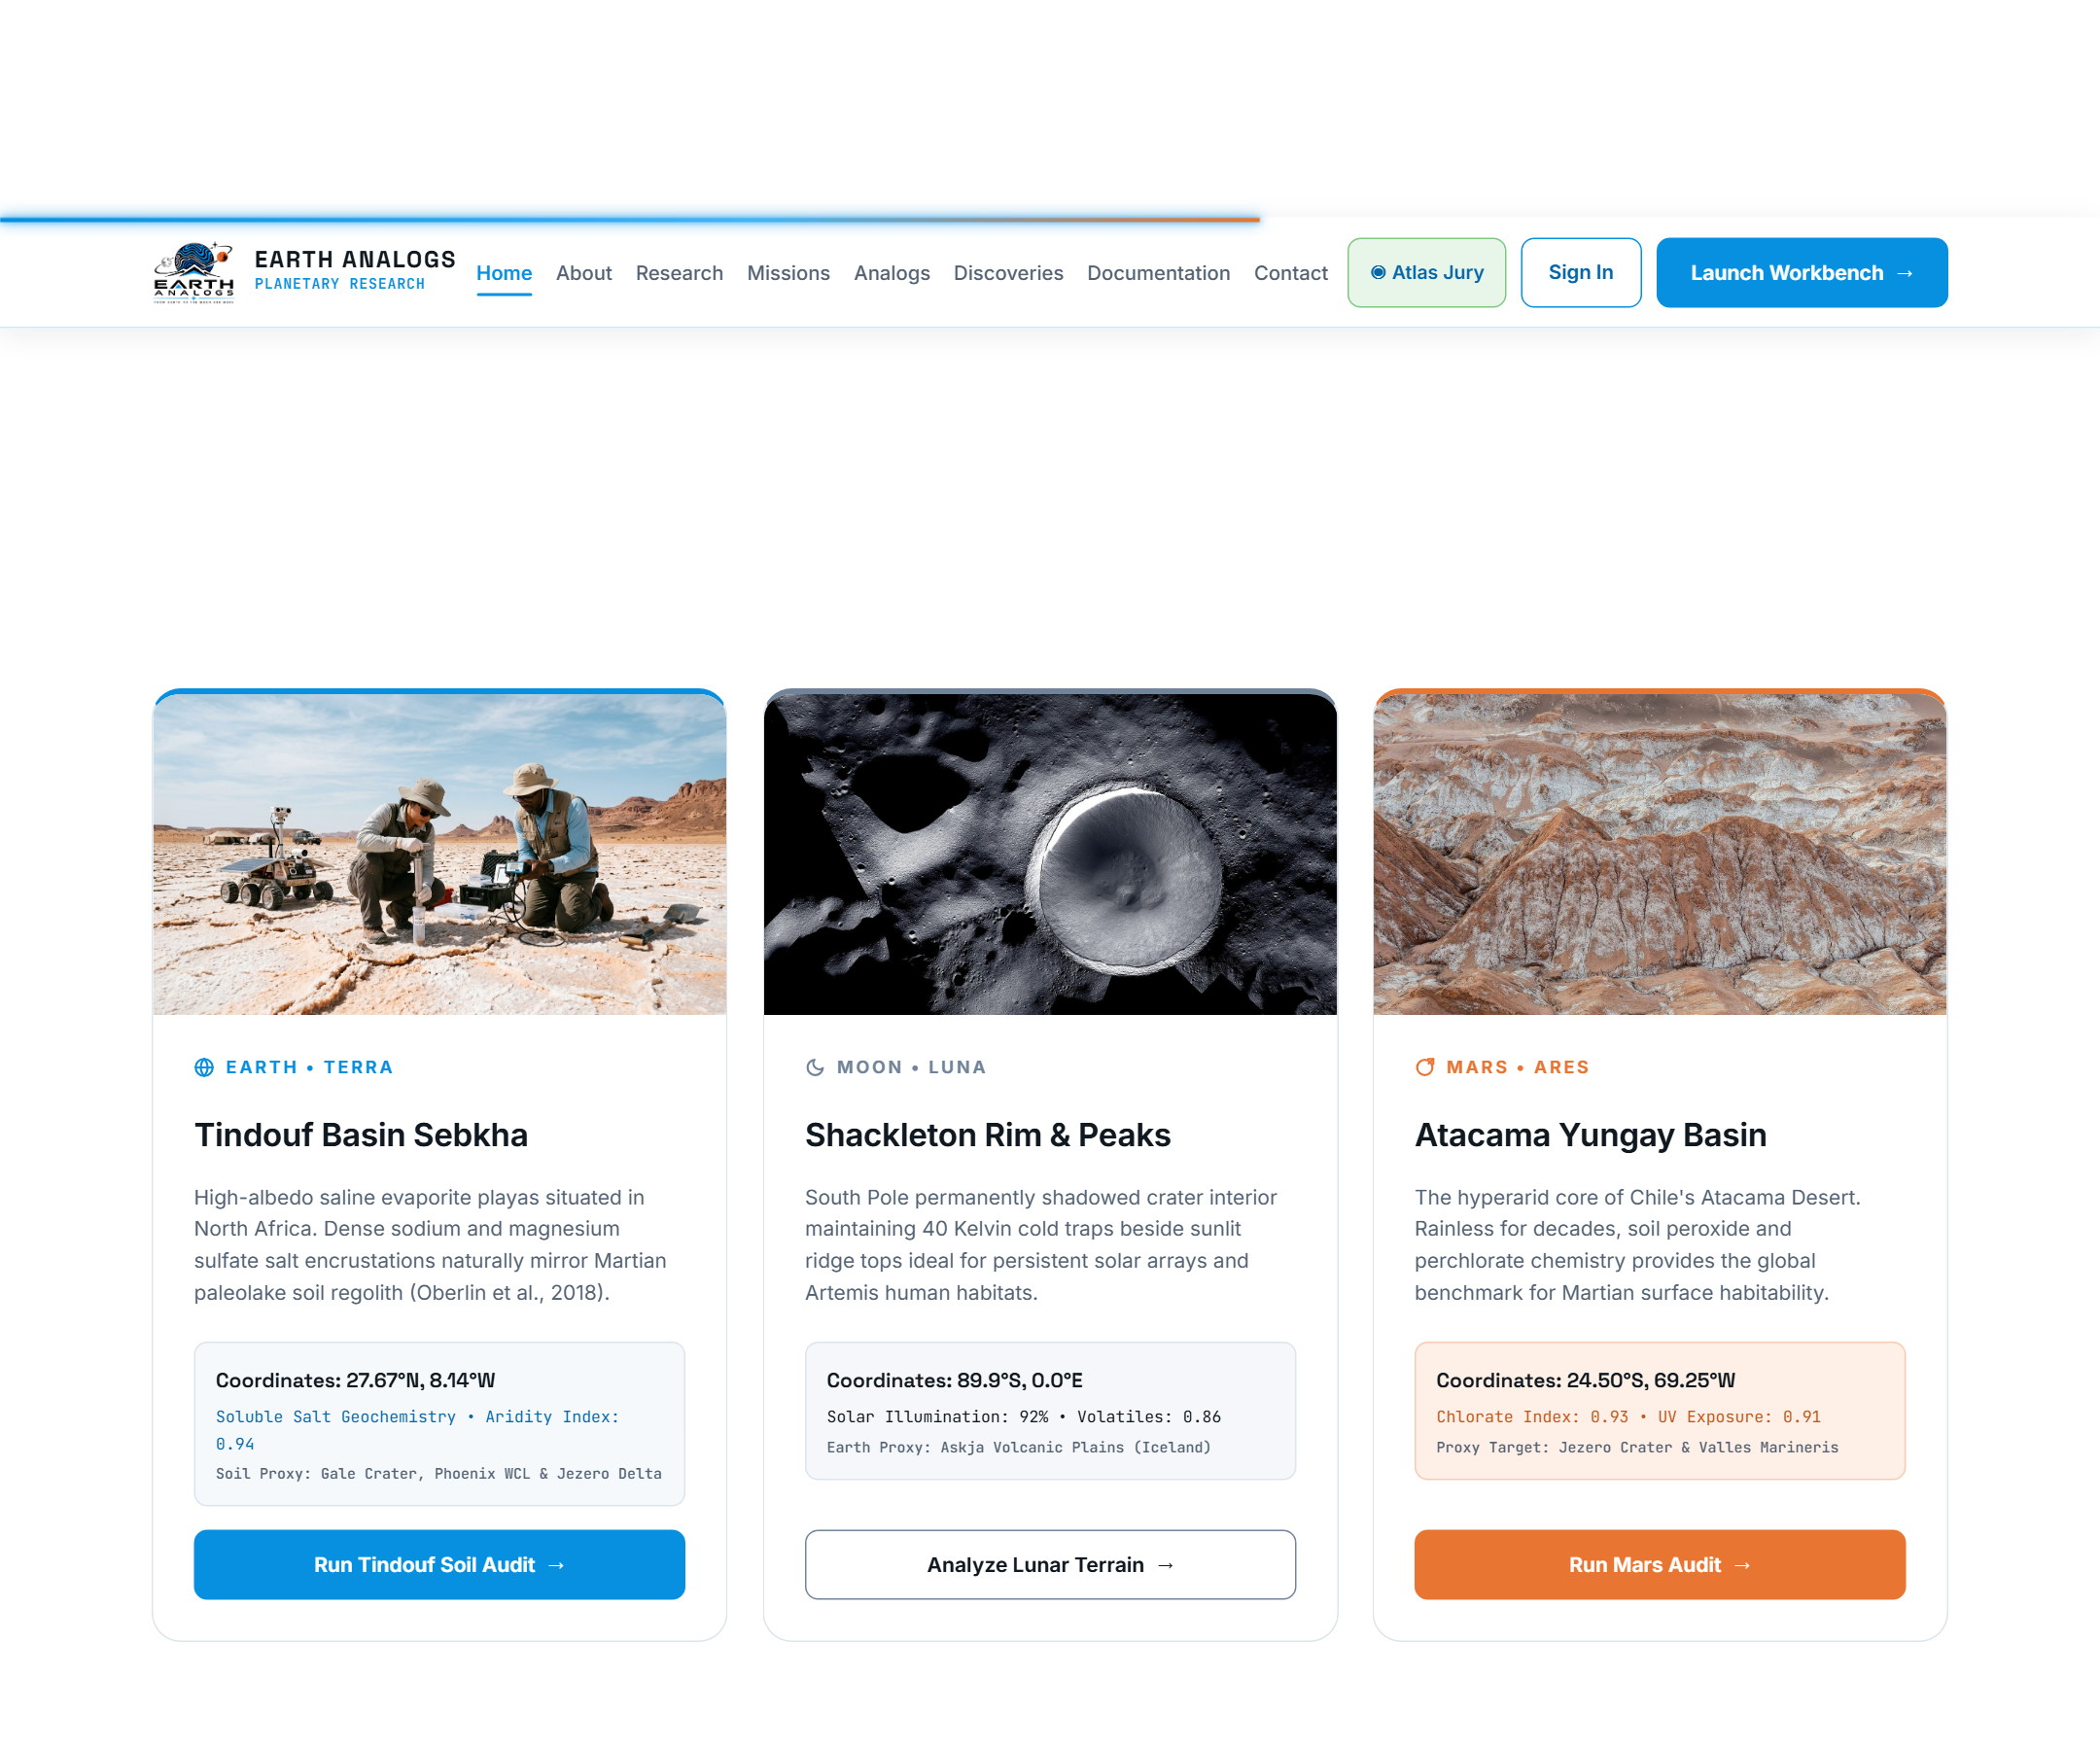 EARTH
ANALOGS
EARTH ANALOGS
PLANETARY RESEARCH
Home
About
Research
Missions
Analogs
Discoveries
Documentation
Contact
◉ Atlas Jury
Sign In
Launch Workbench →
EARTH • TERRA
Tindouf Basin Sebkha
High-albedo saline evaporite playas situated in
North Africa. Dense sodium and magnesium
sulfate salt encrustations naturally mirror Martian
paleolake soil regolith (Oberlin et al., 2018).
Coordinates: 27.67°N, 8.14°W
Soluble Salt Geochemistry • Aridity Index:
0.94
Soil Proxy: Gale Crater, Phoenix WCL & Jezero Delta
Run Tindouf Soil Audit →
MOON • LUNA
Shackleton Rim & Peaks
South Pole permanently shadowed crater interior
maintaining 40 Kelvin cold traps beside sunlit
ridge tops ideal for persistent solar arrays and
Artemis human habitats.
Coordinates: 89.9°S, 0.0°E
Solar Illumination: 92% • Volatiles: 0.86
Earth Proxy: Askja Volcanic Plains (Iceland)
Analyze Lunar Terrain →
MARS • ARES
Atacama Yungay Basin
The hyperarid core of Chile's Atacama Desert.
Rainless for decades, soil peroxide and
perchlorate chemistry provides the global
benchmark for Martian surface habitability.
Coordinates: 24.50°S, 69.25°W
Chlorate Index: 0.93 • UV Exposure: 0.91
Proxy Target: Jezero Crater & Valles Marineris
Run Mars Audit →